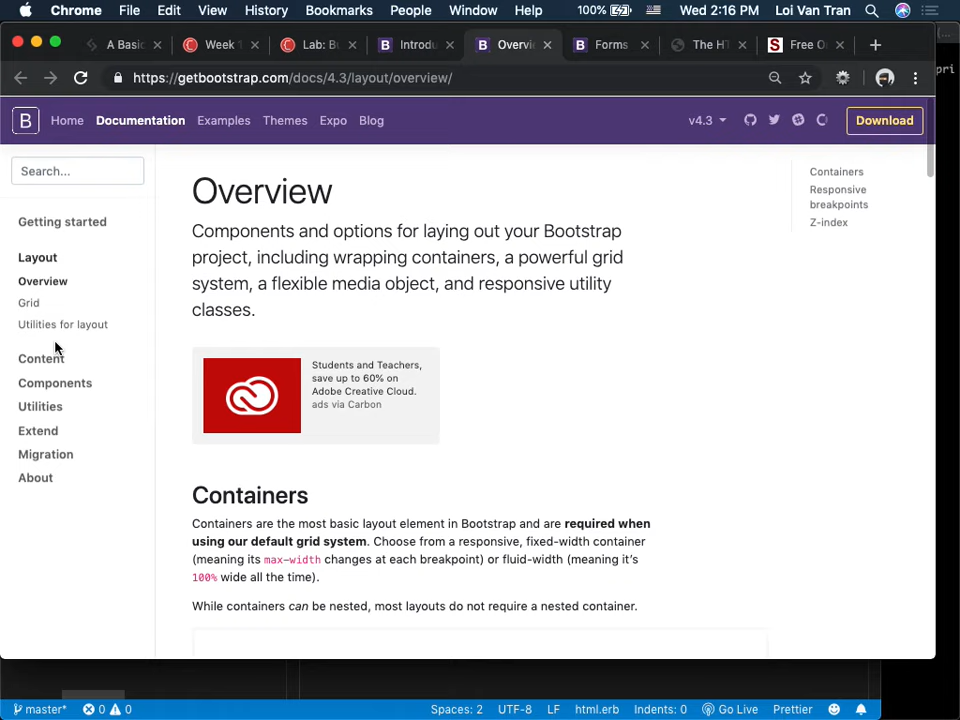 Chrome File Edit View History Bookmarks People Window Help 100% Wed 2:16 PM Loi Van Tran
A Basic Week 1 Lab: Bu Introdu Overvi Forms The HT Free O
https://getbootstrap.com/docs/4.3/layout/overview/
pri
B Home Documentation Examples Themes Expo Blog v4.3 Download
Search...
Getting started
Layout
Overview
Grid
Utilities for layout
Content
Components
Utilities
Extend
Migration
About
Overview
Components and options for laying out your Bootstrap
project, including wrapping containers, a powerful grid
system, a flexible media object, and responsive utility
classes.
Students and Teachers,
save up to 60% on
Adobe Creative Cloud.
ads via Carbon
Containers
Containers are the most basic layout element in Bootstrap and are required when
using our default grid system. Choose from a responsive, fixed-width container
(meaning its max-width changes at each breakpoint) or fluid-width (meaning it's
100% wide all the time).
While containers can be nested, most layouts do not require a nested container.
Containers
Responsive
breakpoints
Z-index
master* 0 0 Spaces: 2 UTF-8 LF html.erb Indents: 0 Go Live Prettier